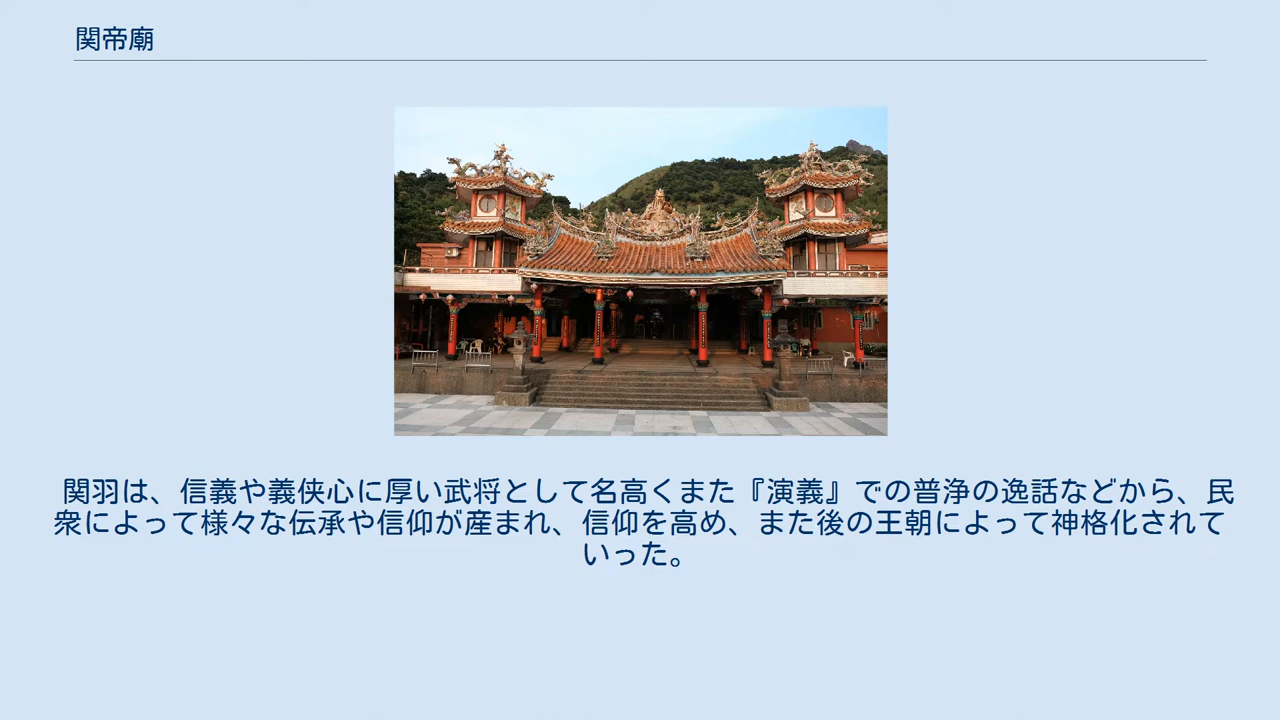 関帝廟
関羽は、信義や義侠心に厚い武将として名高くまた『演義』での普浄の逸話などから、民
衆によって様々な伝承や信仰が産まれ、信仰を高め、また後の王朝によって神格化されて
いった。